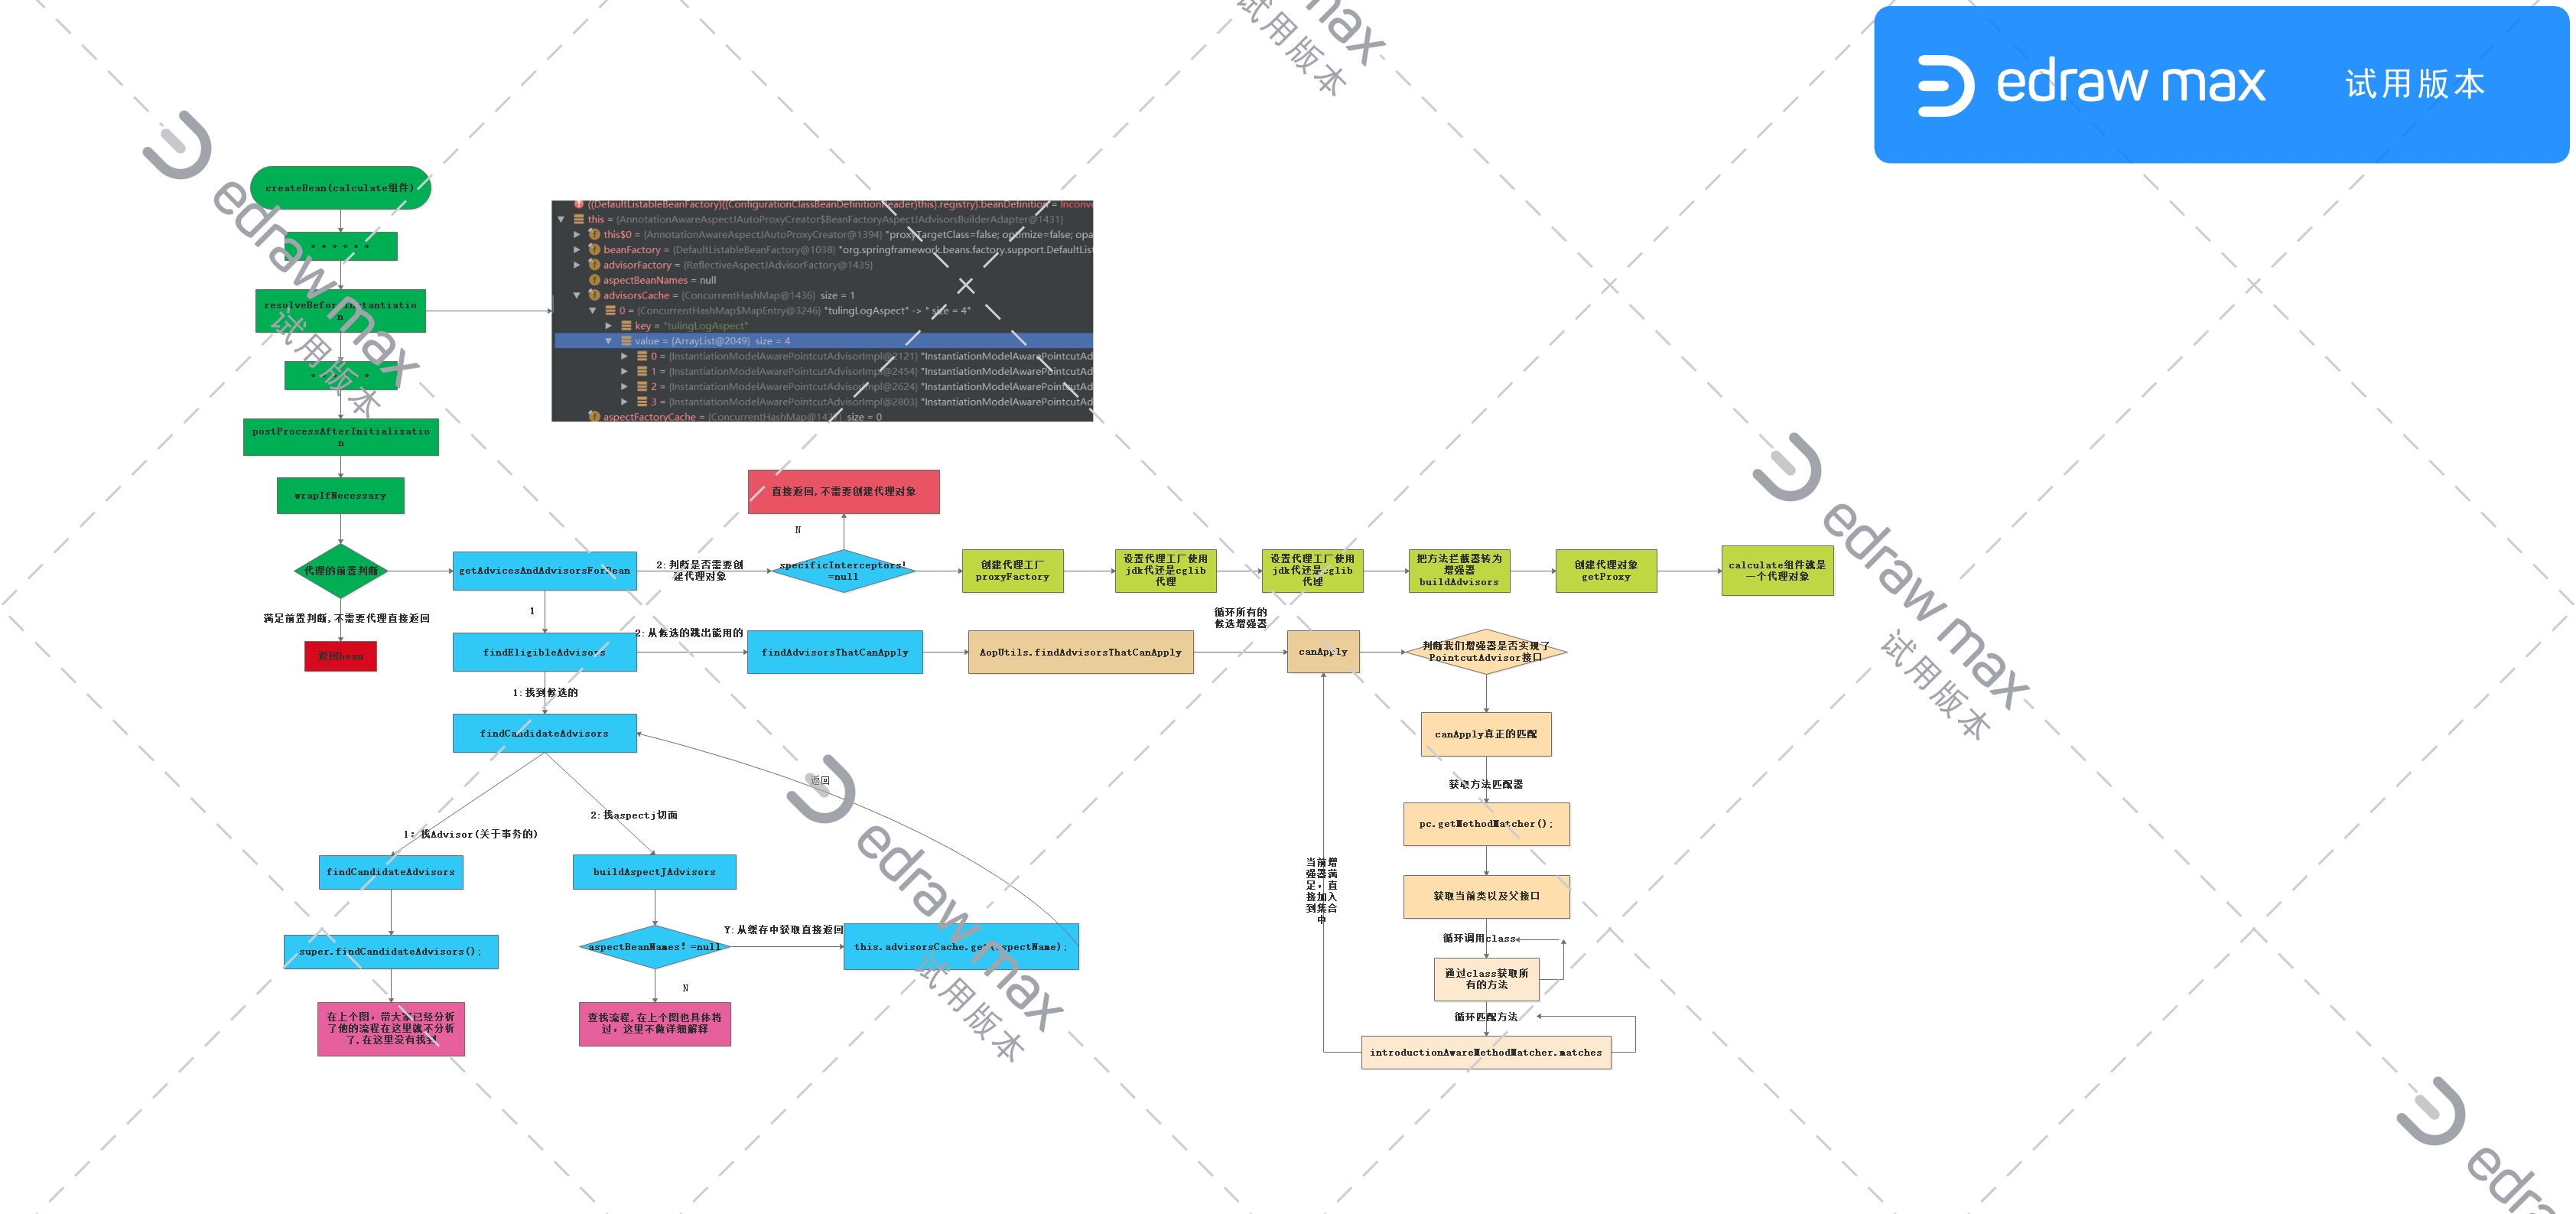 edraw max 试用版本
createBean(calculate组件)
。。。。。。
resolveBeforeInstantiatio
n
。。。。。。
postProcessAfterInitializatio
n
wrapIfNecessary
代理的前置判断
满足前置判断,不需要代理直接返回
返回bean
((DefaultListableBeanFactory)((ConfigurationClassBeanDefinitionReader)this).registry).beanDefinition = Inconv
this = {AnnotationAwareAspectJAutoProxyCreator$BeanFactoryAspectJAdvisorsBuilderAdapter@1431}
this$0 = {AnnotationAwareAspectJAutoProxyCreator@1394} "proxyTargetClass=false; optimize=false; opa
beanFactory = {DefaultListableBeanFactory@1038} "org.springframework.beans.factory.support.DefaultList
advisorFactory = {ReflectiveAspectJAdvisorFactory@1435}
aspectBeanNames = null
advisorsCache = {ConcurrentHashMap@1436} size = 1
0 = {ConcurrentHashMap$MapEntry@3246} "tulingLogAspect" -> " size = 4"
key = "tulingLogAspect"
value = {ArrayList@2049} size = 4
0 = {InstantiationModelAwarePointcutAdvisorImpl@2121} "InstantiationModelAwarePointcutAd
1 = {InstantiationModelAwarePointcutAdvisorImpl@2454} "InstantiationModelAwarePointcutAd
2 = {InstantiationModelAwarePointcutAdvisorImpl@2624} "InstantiationModelAwarePointcutAd
3 = {InstantiationModelAwarePointcutAdvisorImpl@2803} "InstantiationModelAwarePointcutAd
aspectFactoryCache = {ConcurrentHashMap size = 0
直接返回,不需要创建代理对象
N
getAdvicesAndAdvisorsForBean
2:判断是否需要创
建代理对象
specificInterceptors!
=null
创建代理工厂
proxyFactory
设置代理工厂使用
jdk代还是cglib
代理
设置代理工厂使用
jdk代还是cglib
代理
把方法拦截器转为
增强器
buildAdvisors
创建代理对象
getProxy
calculate组件就是
一个代理对象
1
findEligibleAdvisors
2:从候选的跳出能用的
findAdvisorsThatCanApply
AopUtils.findAdvisorsThatCanApply
循环所有的
候选增强器
canApply
判断我们增强器是否实现了
PointcutAdvisor接口
1:找到候选的
findCandidateAdvisors
返回
1: 找Advisor(关于事务的)
2:找aspectj切面
findCandidateAdvisors
super.findCandidateAdvisors();
在上个图，带大家已经分析
了他的流程在这里就不分析
了,在这里没有找到
buildAspectJAdvisors
aspectBeanNames！=null
Y:从缓存中获取直接返回
this.advisorsCache.get(aspectName);
N
查找流程,在上个图也具体将
过，这里不做详细解释
canApply真正的匹配
获取方法匹配器
pc.getMethodMatcher();
获取当前类以及父接口
循环调用class
通过class获取所
有的方法
循环匹配方法
introductionAwareMethodMatcher.matches
当前增
强器满
足，直
接加入
到集合
中
edraw max
试用版本
edraw max
试用版本
edraw max
试用版本
max
试用版本
edraw